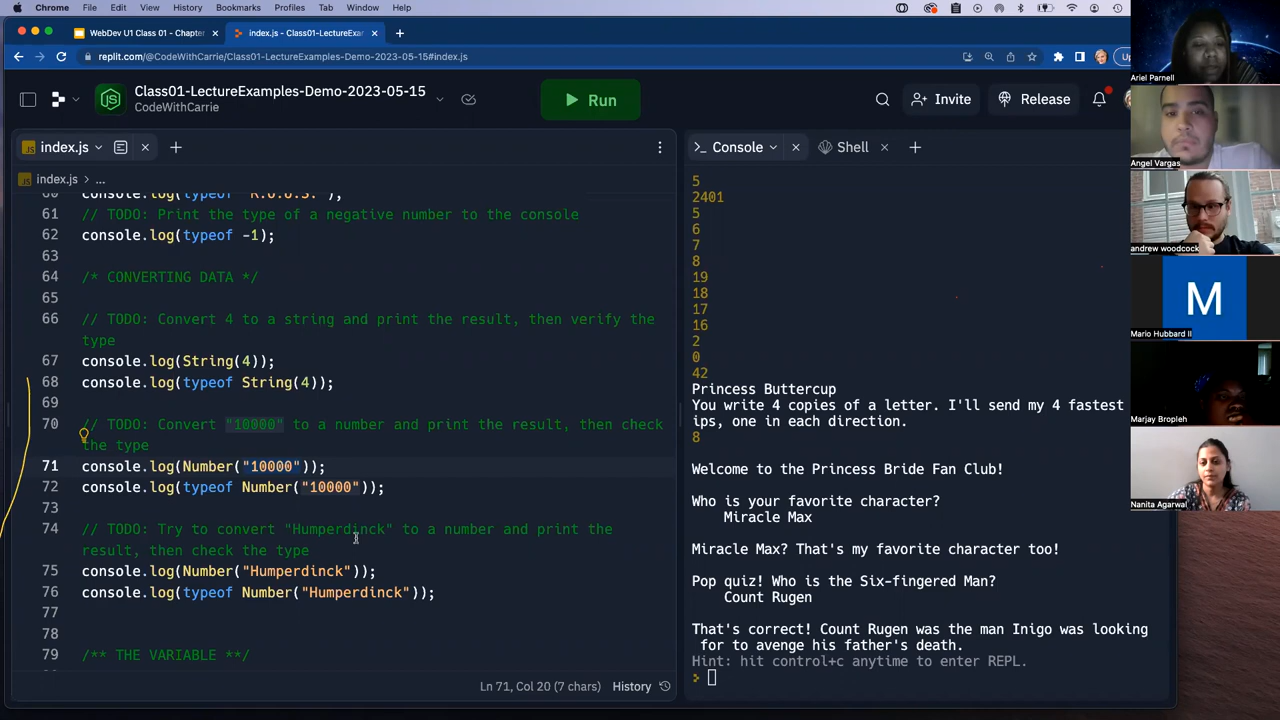 Chrome File Edit View History Bookmarks Profiles Tab Window Help
WebDev U1 Class 01 - Chapte
index.js - Class01-LectureExa
replit.com/@CodeWithCarrie/Class01-LectureExamples-Demo-2023-05-15#index.js
Up
Class01-LectureExamples-Demo-2023-05-15
CodeWithCarrie
Run
Invite
Release
index.js
index.js > ...
60 console.log(typeof "R.O.U.S.");
61 // TODO: Print the type of a negative number to the console
62 console.log(typeof -1);
63
64 /* CONVERTING DATA */
65
66 // TODO: Convert 4 to a string and print the result, then verify the
type
67 console.log(String(4));
68 console.log(typeof String(4));
69
70 // TODO: Convert "10000" to a number and print the result, then check
the type
71 console.log(Number("10000"));
72 console.log(typeof Number("10000"));
73
74 // TODO: Try to convert "Humperdinck" to a number and print the
result, then check the type
75 console.log(Number("Humperdinck"));
76 console.log(typeof Number("Humperdinck"));
77
78
79 /** THE VARIABLE **/
Ln 71, Col 20 (7 chars) History
Console
Shell
5
2401
5
6
7
8
19
18
17
16
2
0
42
Princess Buttercup
You write 4 copies of a letter. I'll send my 4 fastest
ips, one in each direction.
8
Welcome to the Princess Bride Fan Club!
Who is your favorite character?
Miracle Max
Miracle Max? That's my favorite character too!
Pop quiz! Who is the Six-fingered Man?
Count Rugen
That's correct! Count Rugen was the man Inigo was looking
for to avenge his father's death.
Hint: hit control+c anytime to enter REPL.
>
Ariel Parnell
Angel Vargas
andrew woodcock
M
Mario Hubbard II
Marjay Bropleh
Nanita Agarwal